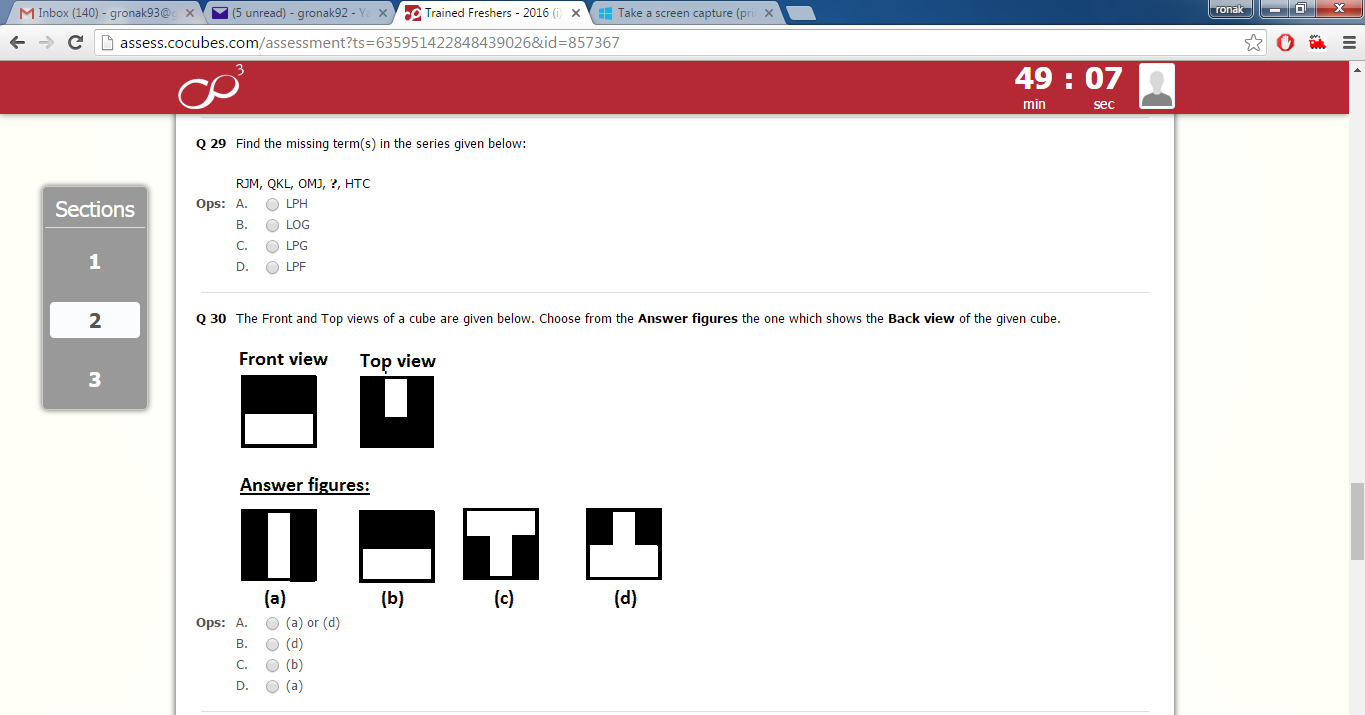 Inbox (140) - gronak93@g
(5 unread) - gronak92 - Ya
Trained Freshers - 2016 (i
Take a screen capture (pri
ronak
assess.cocubes.com/assessment?ts=635951422848439026&id=857367
3
49 : 07
min sec
Q 29 Find the missing term(s) in the series given below:
RJM, QKL, OMJ, ?, HTC
Ops: A. LPH
B. LOG
C. LPG
D. LPF
Sections
1
2
3
Q 30 The Front and Top views of a cube are given below. Choose from the Answer figures the one which shows the Back view of the given cube.
Front view Top view
Answer figures:
(a) (b) (c) (d)
Ops: A. (a) or (d)
B. (d)
C. (b)
D. (a)